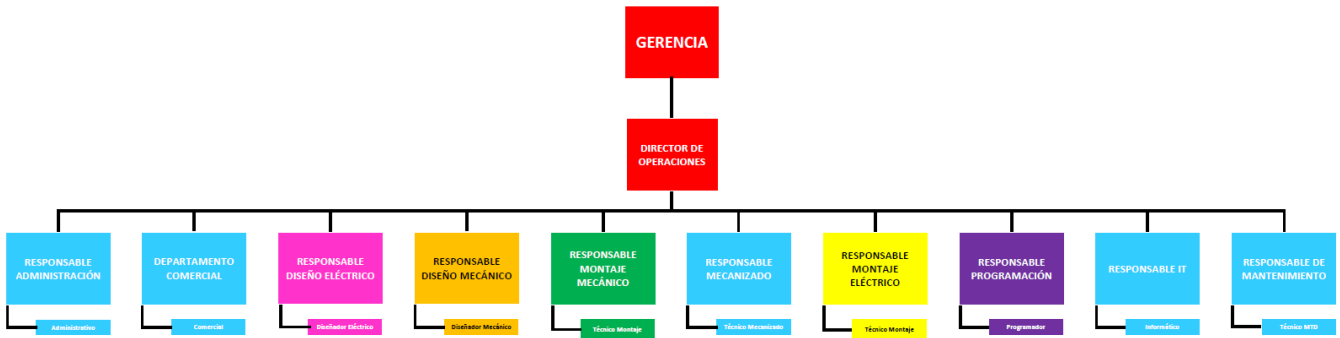 GERENCIA
DIRECTOR DE
OPERACIONES
RESPONSABLE
ADMINISTRACIÓN
DEPARTAMENTO
COMERCIAL
RESPONSABLE
DISEÑO ELÉCTRICO
RESPONSABLE
DISEÑO MECÁNICO
RESPONSABLE
MONTAJE
MECÁNICO
RESPONSABLE
MECANIZADO
RESPONSABLE
MONTAJE
ELÉCTRICO
RESPONSABLE
PROGRAMACIÓN
RESPONSABLE IT
RESPONSABLE DE
MANTENIMIENTO
Administrativo
Comercial
Diseñador Eléctrico
Diseñador Mecánico
Técnico Montaje
Técnico Mecanizado
Técnico Montaje
Programador
Informático
Técnico MTD